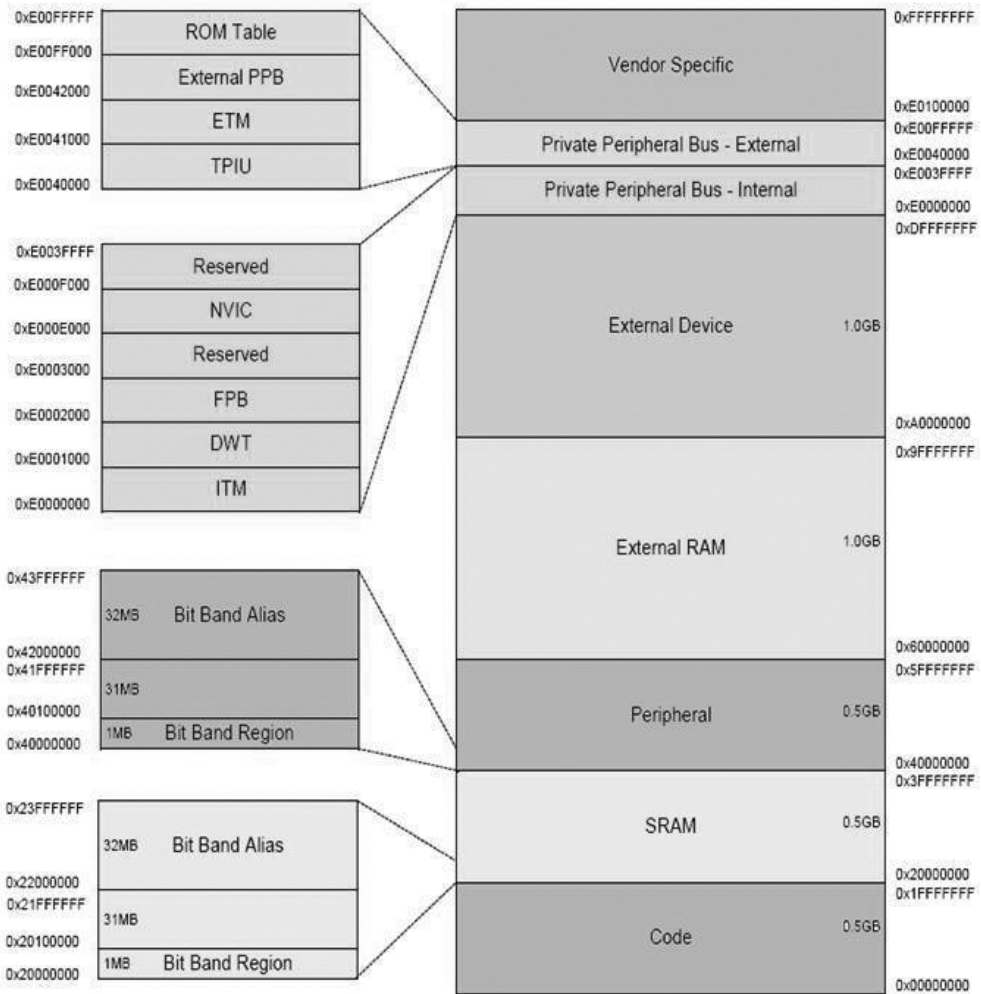 0xE00FFFFF
ROM Table
0xE00FF000
External PPB
0xE0042000
ETM
0xE0041000
TPIU
0xE0040000
0xE003FFFF
Reserved
0xE000F000
NVIC
0xE000E000
Reserved
0xE0003000
FPB
0xE0002000
DWT
0xE0001000
ITM
0xE0000000
0x43FFFFFF
32MB Bit Band Alias
0x42000000
0x41FFFFFF
31MB
0x40100000
1MB Bit Band Region
0x40000000
0x23FFFFFF
32MB Bit Band Alias
0x22000000
0x21FFFFFF
31MB
0x20100000
1MB Bit Band Region
0x20000000
0xFFFFFFFF
Vendor Specific
0xE0100000
0xE00FFFFF
Private Peripheral Bus - External
0xE0040000
0xE003FFFF
Private Peripheral Bus - Internal
0xE0000000
0xDFFFFFFF
External Device 1.0GB
0xA0000000
0x9FFFFFFF
External RAM 1.0GB
0x60000000
0x5FFFFFFF
Peripheral 0.5GB
0x40000000
0x3FFFFFFF
SRAM 0.5GB
0x20000000
0x1FFFFFFF
Code 0.5GB
0x00000000